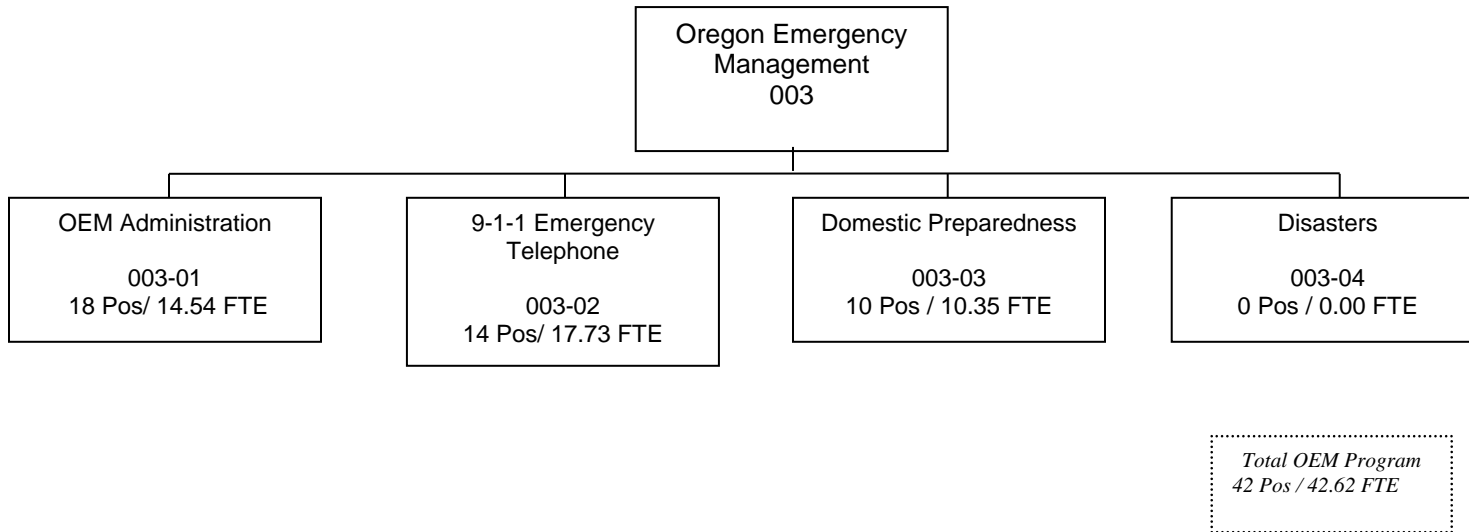 Oregon Emergency
Management
003
OEM Administration
003-01
18 Pos/ 14.54 FTE
9-1-1 Emergency
Telephone
003-02
14 Pos/ 17.73 FTE
Domestic Preparedness
003-03
10 Pos / 10.35 FTE
Disasters
003-04
0 Pos / 0.00 FTE
Total OEM Program
42 Pos / 42.62 FTE